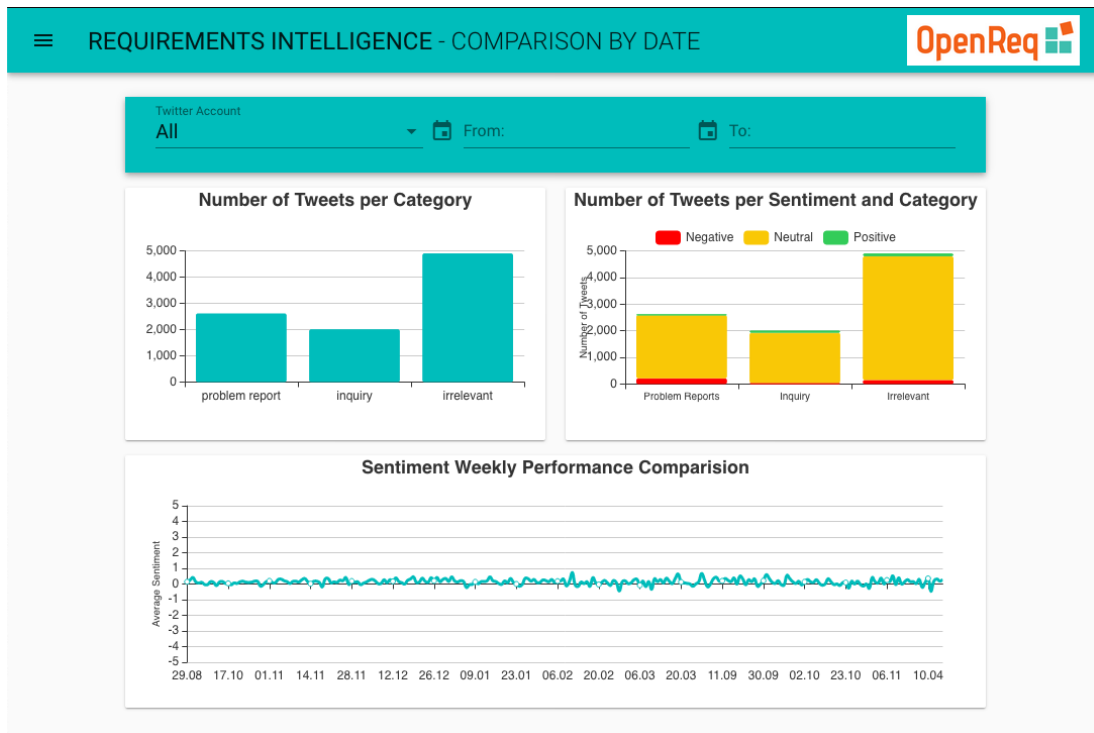 REQUIREMENTS INTELLIGENCE - COMPARISON BY DATE
OpenReq
Twitter Account
All
From:
To:
Number of Tweets per Category
5,000
4,000
3,000
2,000
1,000
0
problem report inquiry irrelevant
Number of Tweets per Sentiment and Category
Negative Neutral Positive
Number of Tweets
5,000
4,000
3,000
2,000
1,000
0
Problem Reports Inquiry Irrelevant
Sentiment Weekly Performance Comparision
Average Sentiment
5
4
3
2
1
0
-1
-2
-3
-4
-5
29.08 17.10 01.11 14.11 28.11 12.12 26.12 09.01 23.01 06.02 20.02 06.03 20.03 11.09 30.09 02.10 23.10 06.11 10.04